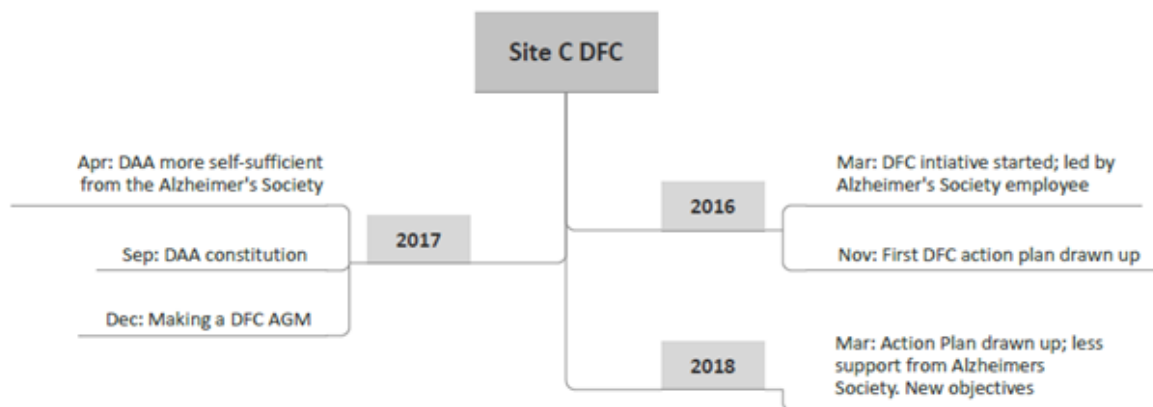 Site C DFC
Apr: DAA more self-sufficient
from the Alzheimer's Society
2017
Sep: DAA constitution
Dec: Making a DFC AGM
Mar: DFC intiative started; led by
Alzheimer's Society employee
2016
Nov: First DFC action plan drawn up
Mar: Action Plan drawn up; less
support from Alzheimers
Society. New objectives
2018